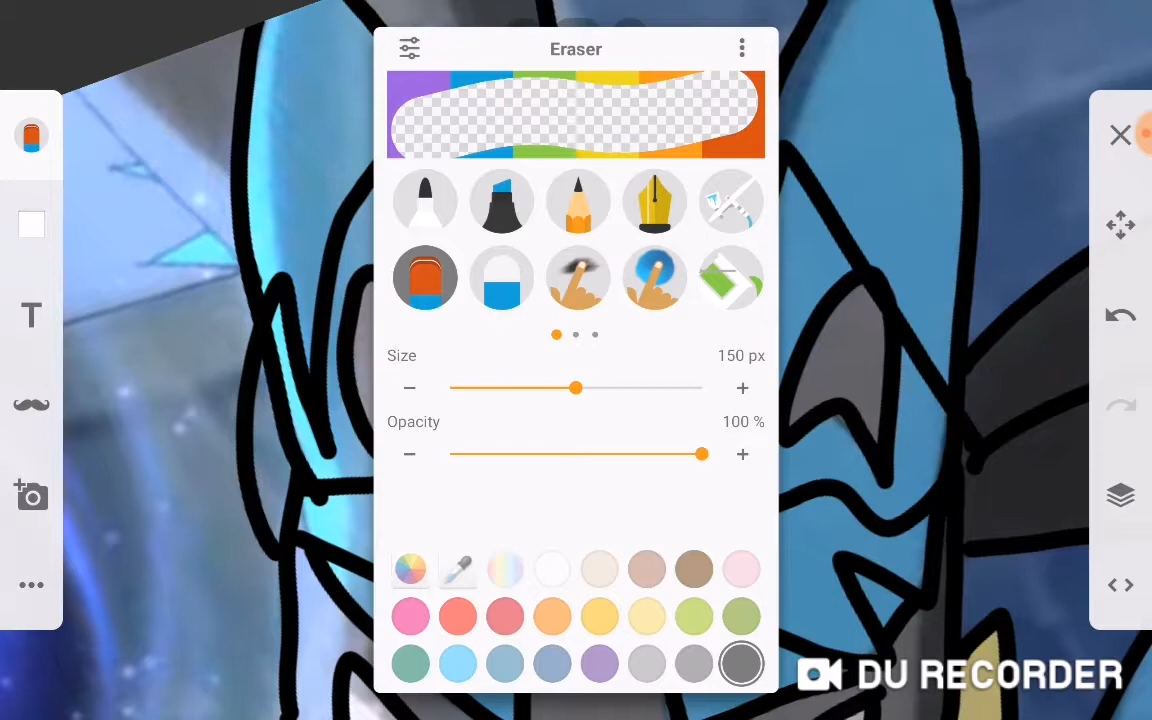 Eraser
T
Size 150 px
Opacity 100 %
DU RECORDER